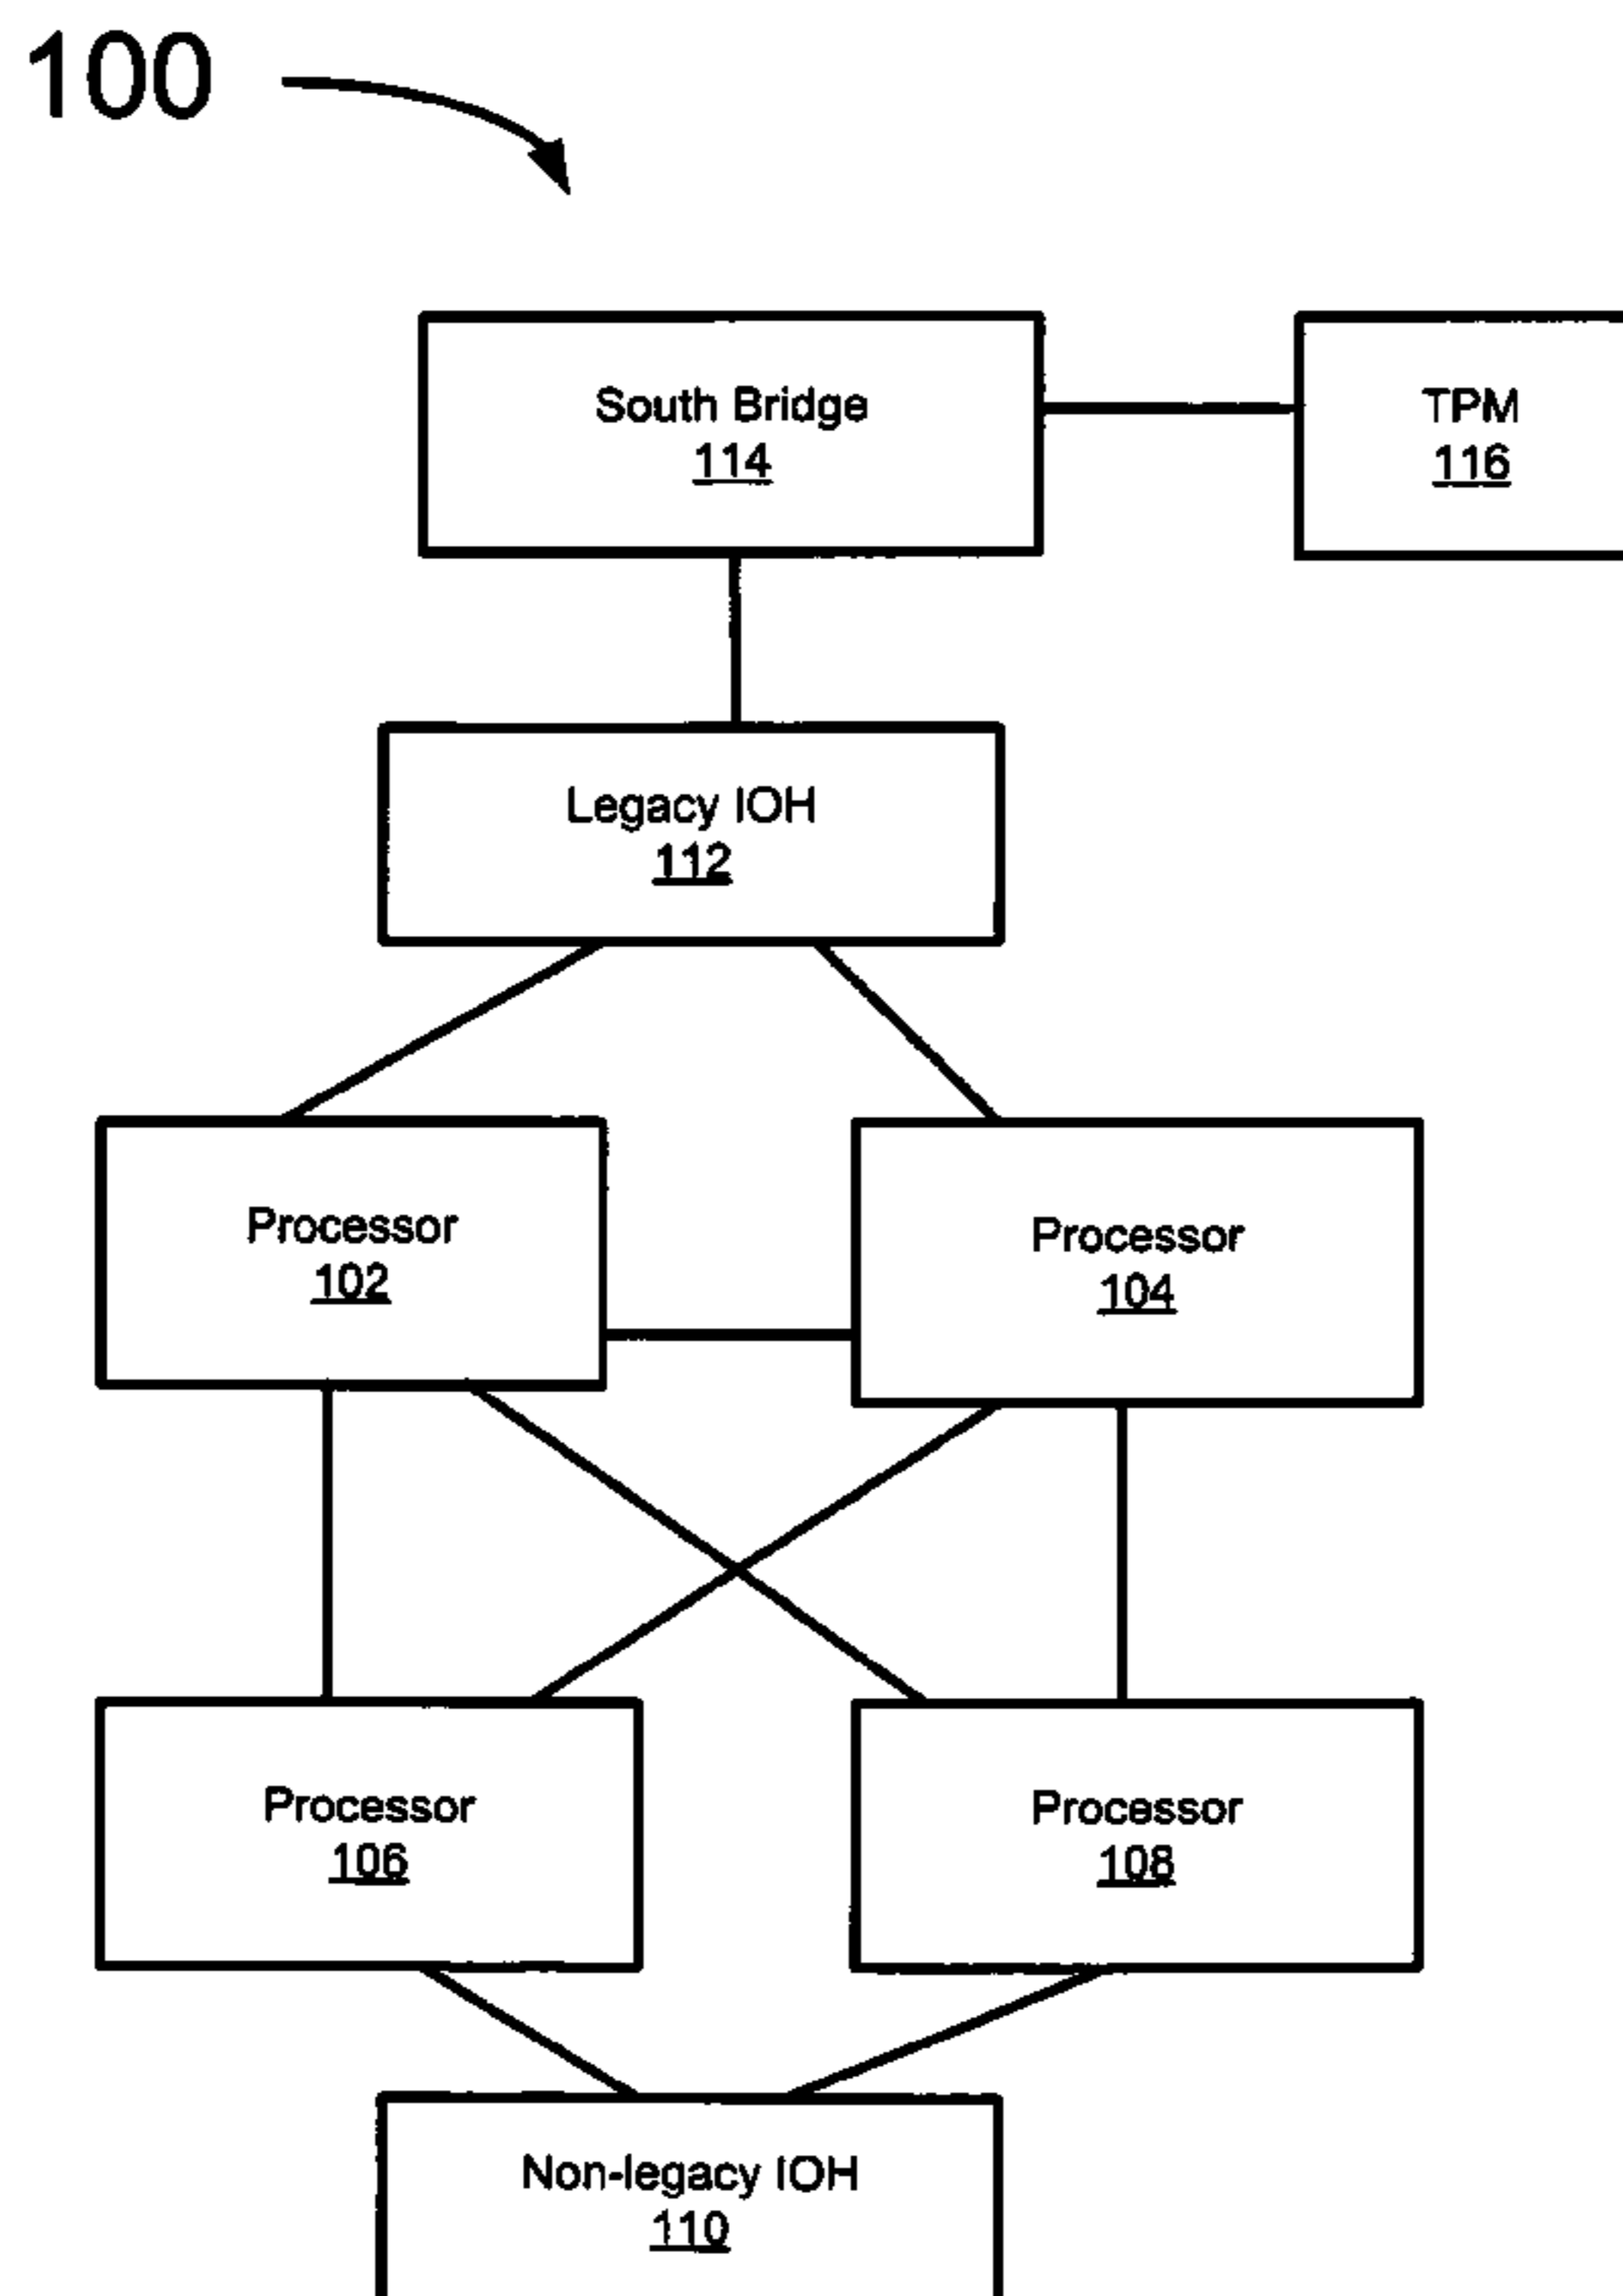 100
South Bridge
114
TPM
116
Legacy IOH
112
Processor
102
Processor
104
Processor
106
Processor
108
Non-legacy IOH
110